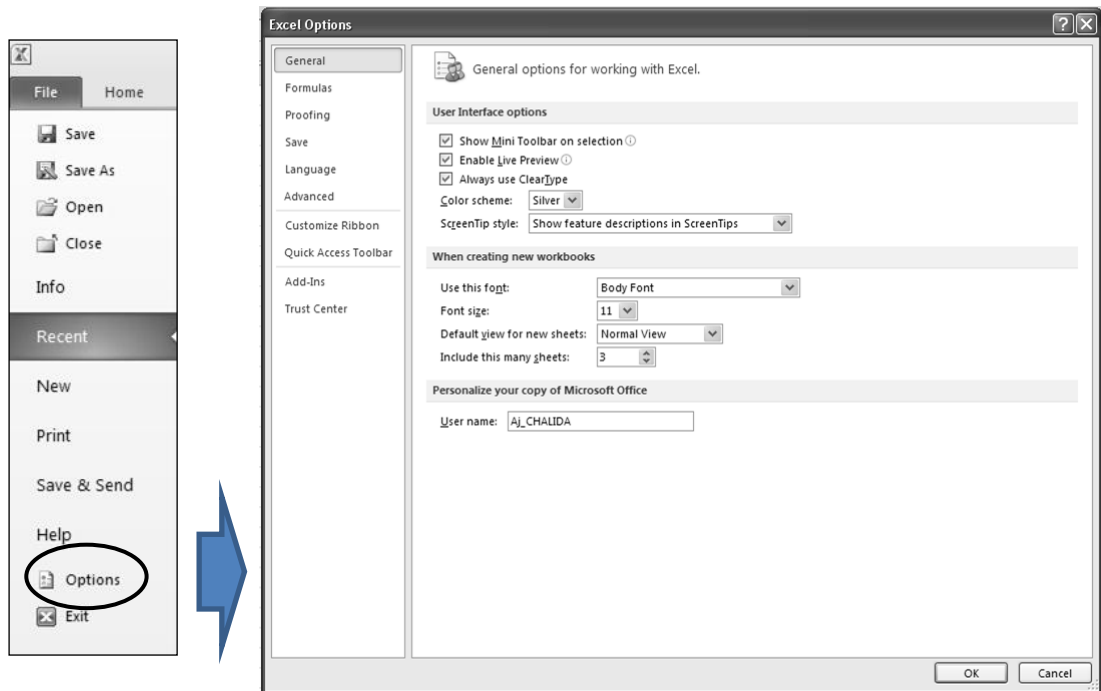 File Home
Save
Save As
Open
Close
Info
Recent
New
Print
Save & Send
Help
Options
Exit
Excel Options
General
Formulas
Proofing
Save
Language
Advanced
Customize Ribbon
Quick Access Toolbar
Add-Ins
Trust Center
General options for working with Excel.
User Interface options
Show Mini Toolbar on selection
Enable Live Preview
Always use ClearType
Color scheme: Silver
ScreenTip style: Show feature descriptions in ScreenTips
When creating new workbooks
Use this font: Body Font
Font size: 11
Default view for new sheets: Normal View
Include this many sheets: 3
Personalize your copy of Microsoft Office
User name: Aj_CHALIDA
OK Cancel